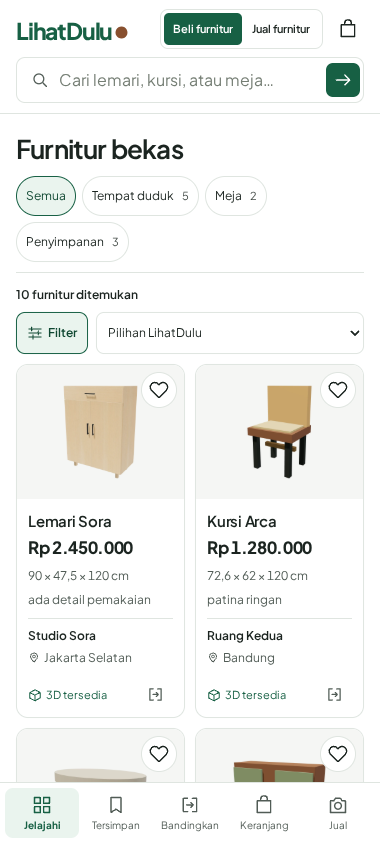 LihatDulu
Beli furnitur
Jual furnitur
Cari lemari, kursi, atau meja...
Furnitur bekas
Semua
Tempat duduk 5
Meja 2
Penyimpanan 3
10 furnitur ditemukan
Filter
Pilihan LihatDulu
Lemari Sora
Rp 2.450.000
90 × 47,5 × 120 cm
ada detail pemakaian
Studio Sora
Jakarta Selatan
3D tersedia
Kursi Arca
Rp 1.280.000
72,6 × 62 × 120 cm
patina ringan
Ruang Kedua
Bandung
3D tersedia
Jelajahi
Tersimpan
Bandingkan
Keranjang
Jual